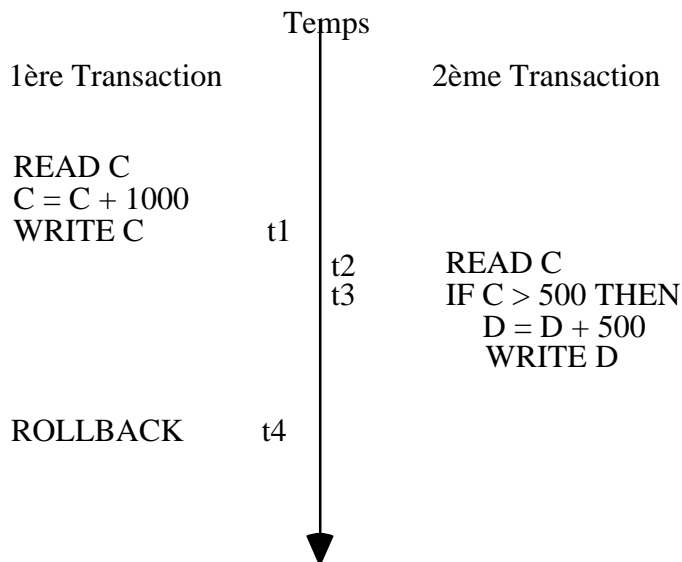 Temps
1ère Transaction 2ème Transaction
READ C
C = C + 1000
WRITE C t1
t2 READ C
t3 IF C > 500 THEN
D = D + 500
WRITE D
ROLLBACK t4